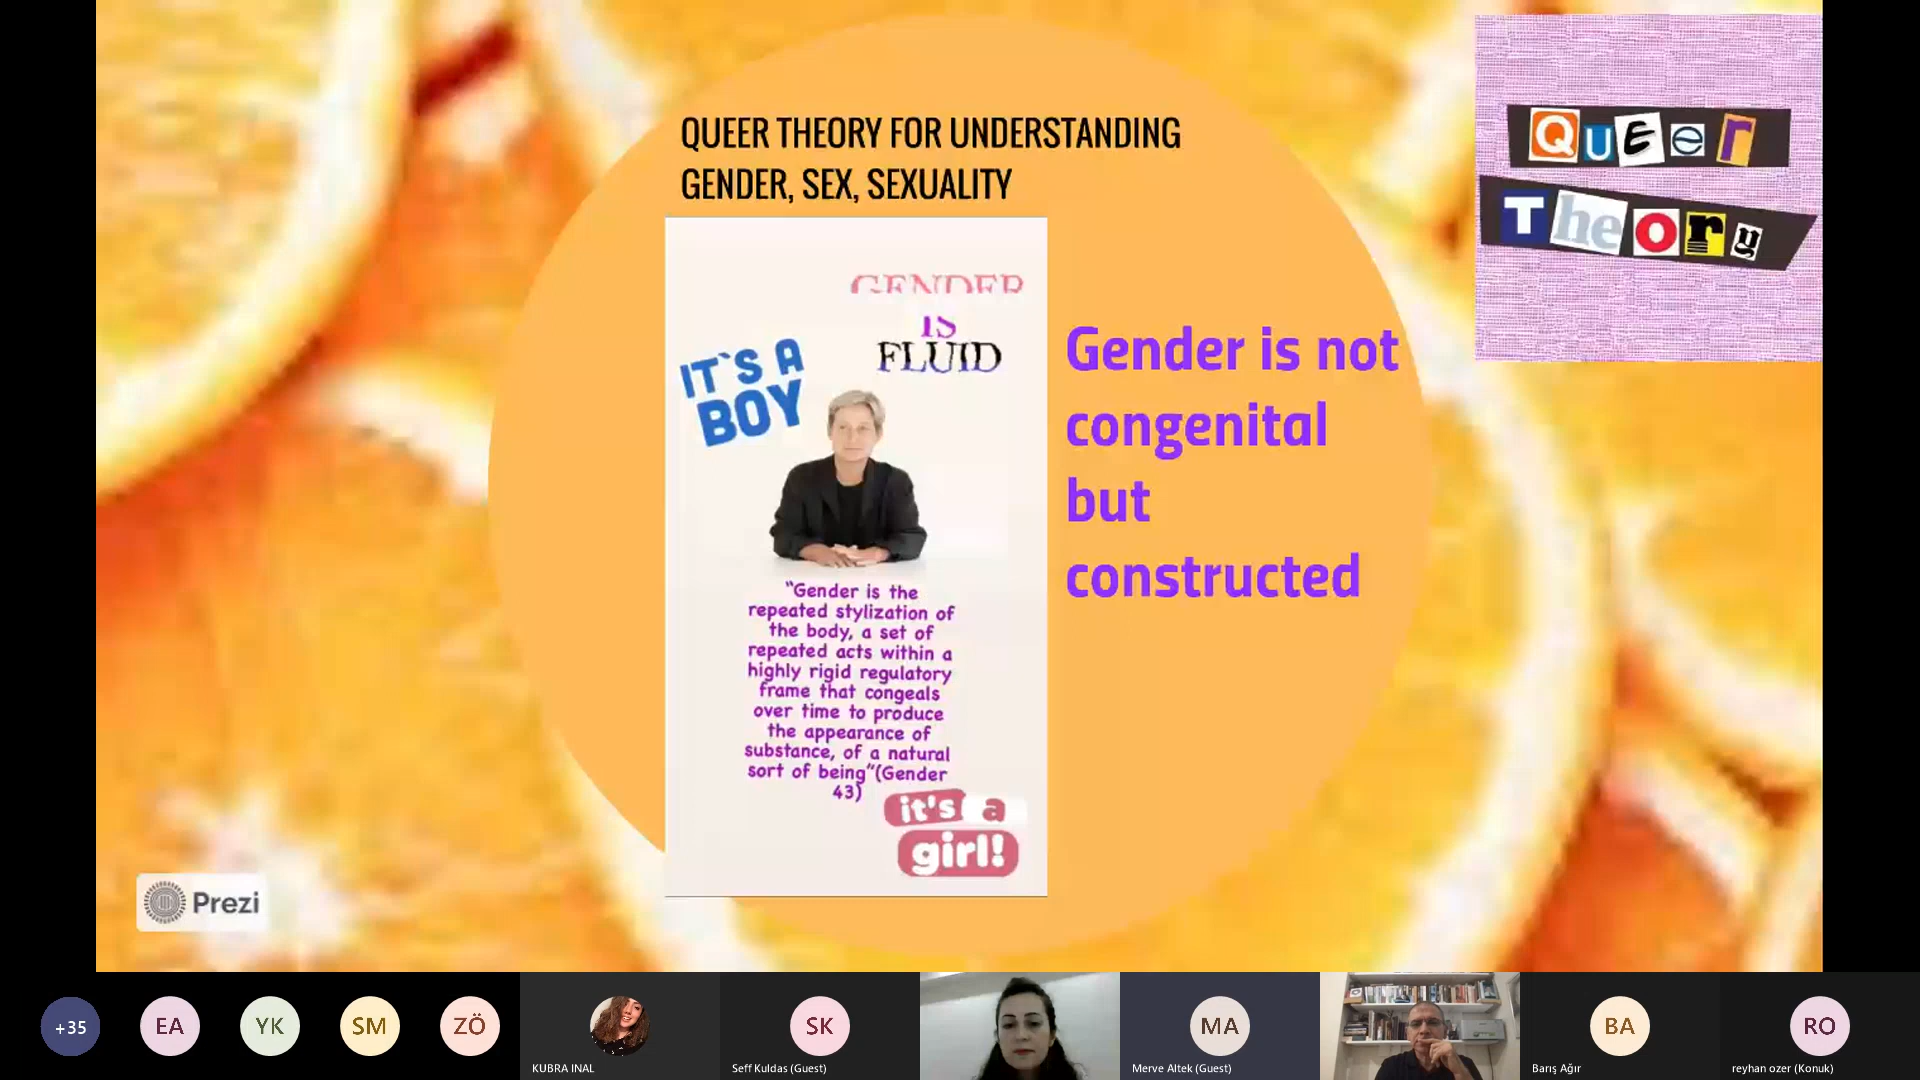 QUEER THEORY FOR UNDERSTANDING
GENDER, SEX, SEXUALITY
Queer
Theory
GENDER
IS
FLUID
IT`S A
BOY
Gender is not
congenital
but
constructed
“Gender is the
repeated stylization of
the body, a set of
repeated acts within a
highly rigid regulatory
frame that congeals
over time to produce
the appearance of
substance, of a natural
sort of being”(Gender
43)
it's a
girl!
Prezi
+35
EA
YK
SM
ZÖ
KUBRA INAL
SK
Seff Kuldas (Guest)
MA
Merve Altek (Guest)
BA
Barış Ağır
RO
reyhan ozer (Konuk)